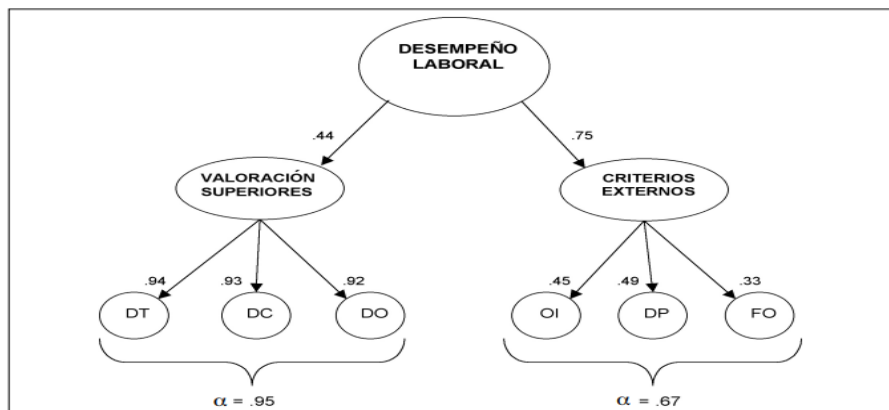 DESEMPEÑO
LABORAL
.44
.75
VALORACIÓN
SUPERIORES
CRITERIOS
EXTERNOS
.94
.93
.92
.45
.49
.33
DT
DC
DO
OI
DP
FO
α = .95
α = .67